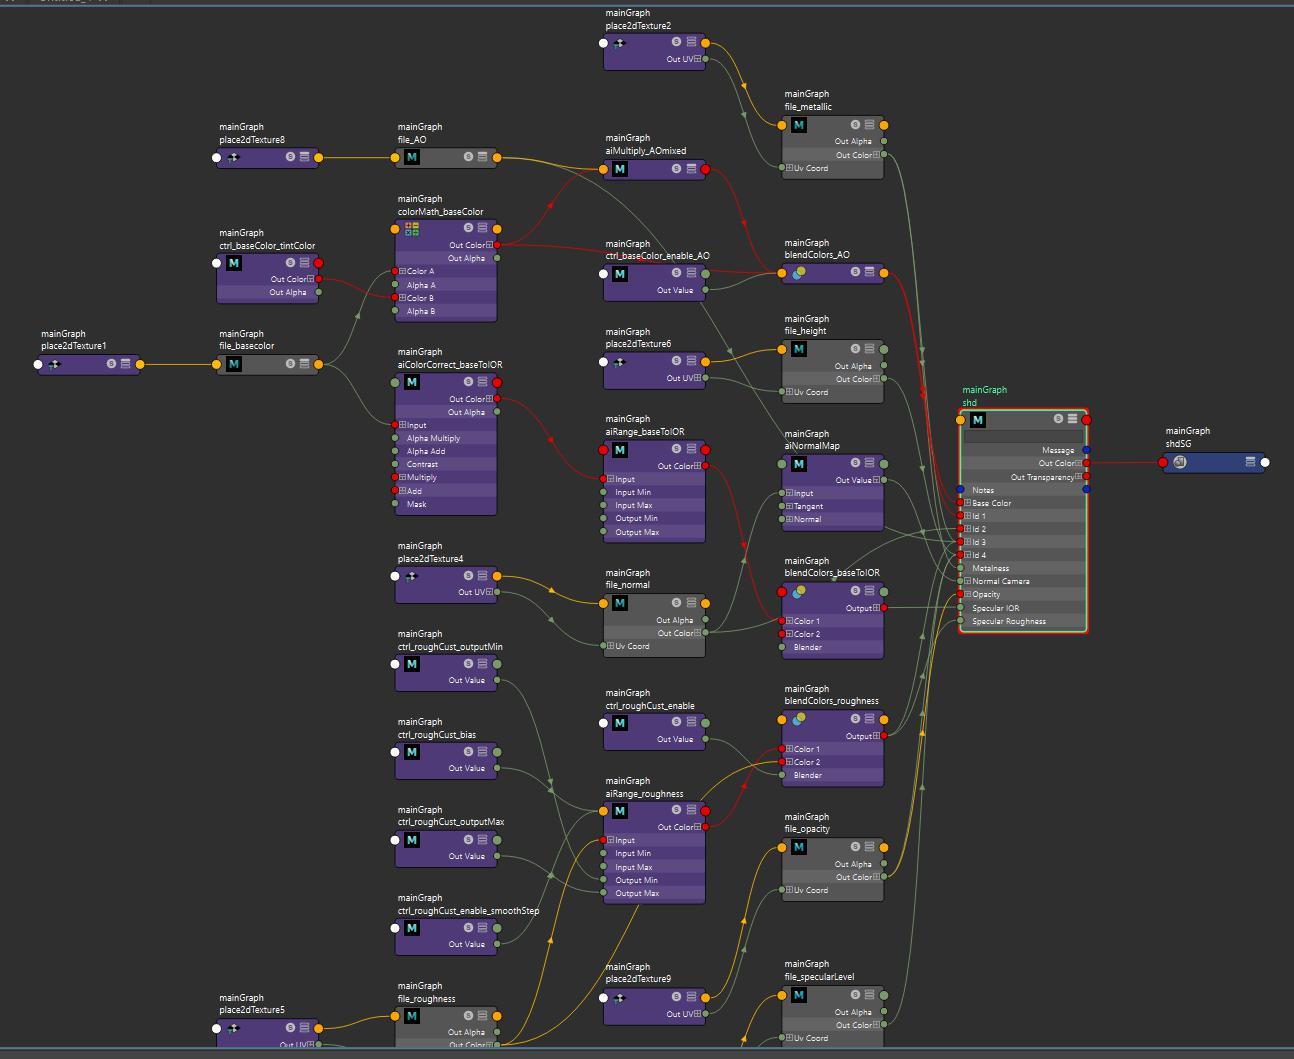 mainGraph
place2dTexture2
S
Out UV
mainGraph
file_metallic
M S
Out Alpha
Out Color
Uv Coord
mainGraph
place2dTexture8
S
mainGraph
file_AO
M S
mainGraph
aiMultiply_AOmixed
M S
mainGraph
colorMath_baseColor
S
Out Color
Out Alpha
Color A
Alpha A
Color B
Alpha B
mainGraph
ctrl_baseColor_tintColor
M S
Out Color
Out Alpha
mainGraph
ctrl_baseColor_enable_AO
M S
Out Value
mainGraph
blendColors_AO
S
mainGraph
place2dTexture1
S
mainGraph
file_basecolor
M S
mainGraph
place2dTexture6
S
Out UV
mainGraph
file_height
M S
Out Alpha
Out Color
Uv Coord
mainGraph
aiColorCorrect_baseToIOR
M S
Out Color
Out Alpha
Input
Alpha Multiply
Alpha Add
Contrast
Multiply
Add
Mask
mainGraph
aiRange_baseToIOR
M S
Out Color
Input
Input Min
Input Max
Output Min
Output Max
mainGraph
aiNormalMap
M S
Out Value
Input
Tangent
Normal
mainGraph
shd
M S
Message
Out Color
Out Transparency
Notes
Base Color
Id 1
Id 2
Id 3
Id 4
Metalness
Normal Camera
Opacity
Specular IOR
Specular Roughness
mainGraph
shdSG
mainGraph
place2dTexture4
S
Out UV
mainGraph
file_normal
M S
Out Alpha
Out Color
Uv Coord
mainGraph
blendColors_baseToIOR
S
Output
Color 1
Color 2
Blender
mainGraph
ctrl_roughCust_outputMin
M S
Out Value
mainGraph
ctrl_roughCust_enable
M S
Out Value
mainGraph
blendColors_roughness
S
Output
Color 1
Color 2
Blender
mainGraph
ctrl_roughCust_bias
M S
Out Value
mainGraph
aiRange_roughness
M S
Out Color
Input
Input Min
Input Max
Output Min
Output Max
mainGraph
ctrl_roughCust_outputMax
M S
Out Value
mainGraph
file_opacity
M S
Out Alpha
Out Color
Uv Coord
mainGraph
ctrl_roughCust_enable_smoothStep
M S
Out Value
mainGraph
place2dTexture9
S
Out UV
mainGraph
file_specularLevel
M S
Out Alpha
Out Color
Uv Coord
mainGraph
place2dTexture5
S
Out UV
mainGraph
file_roughness
M S
Out Alpha
Out Color